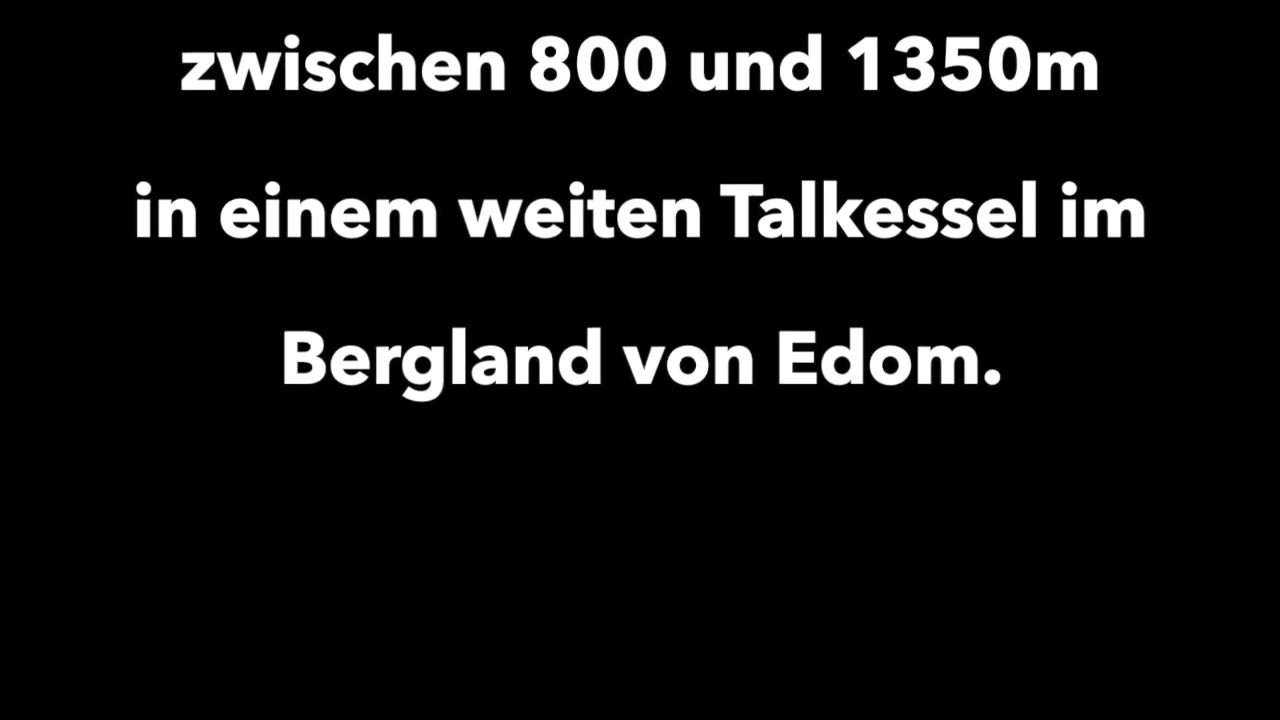 zwischen 800 und 1350m
in einem weiten Talkessel im
Bergland von Edom.